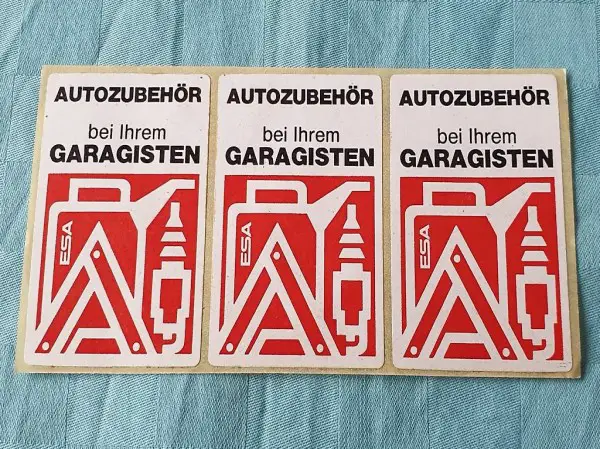 AUTOZUBEHÖR
bei Ihrem
GARAGISTEN
ESA
AUTOZUBEHÖR
bei Ihrem
GARAGISTEN
ESA
AUTOZUBEHÖR
bei Ihrem
GARAGISTEN
ESA